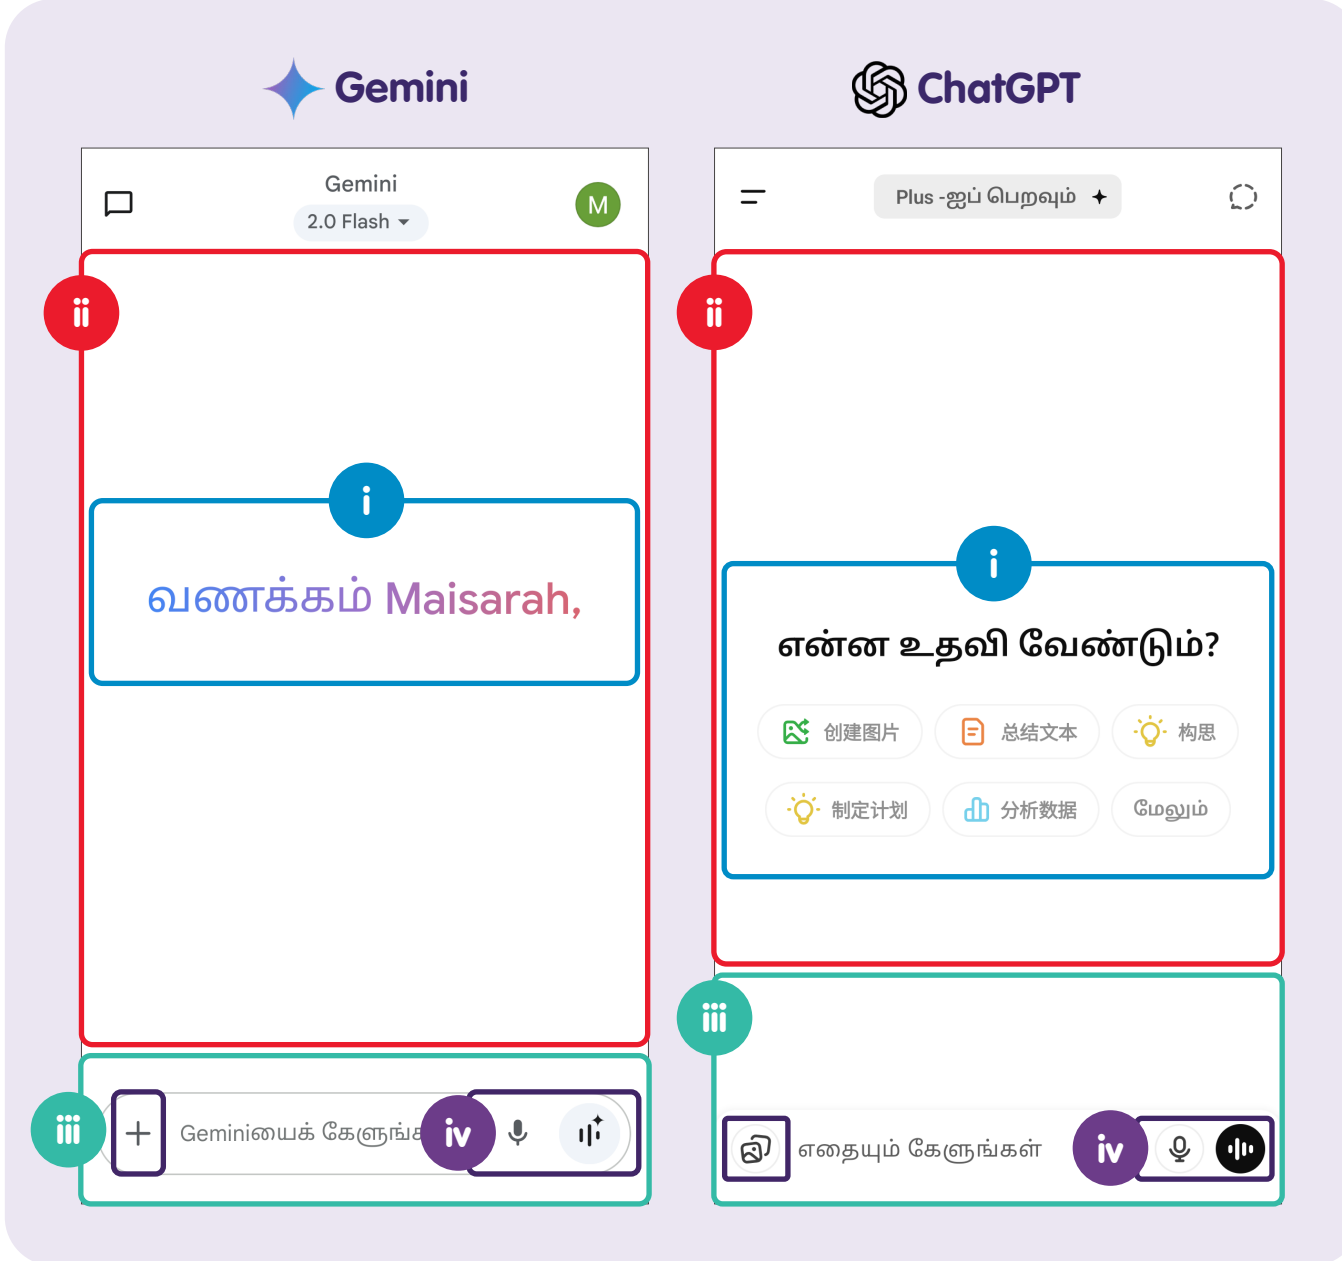 Gemini
Gemini
2.0 Flash
M
ii
i
வணக்கம் Maisarah,
iii
Geminiயைக் கேளுங்க
iv
ChatGPT
Plus -ஐப் பெறவும்
ii
i
என்ன உதவி வேண்டும்?
创建图片 总结文本 构思
制定计划 分析数据 மேலும்
iii
எதையும் கேளுங்கள்
iv